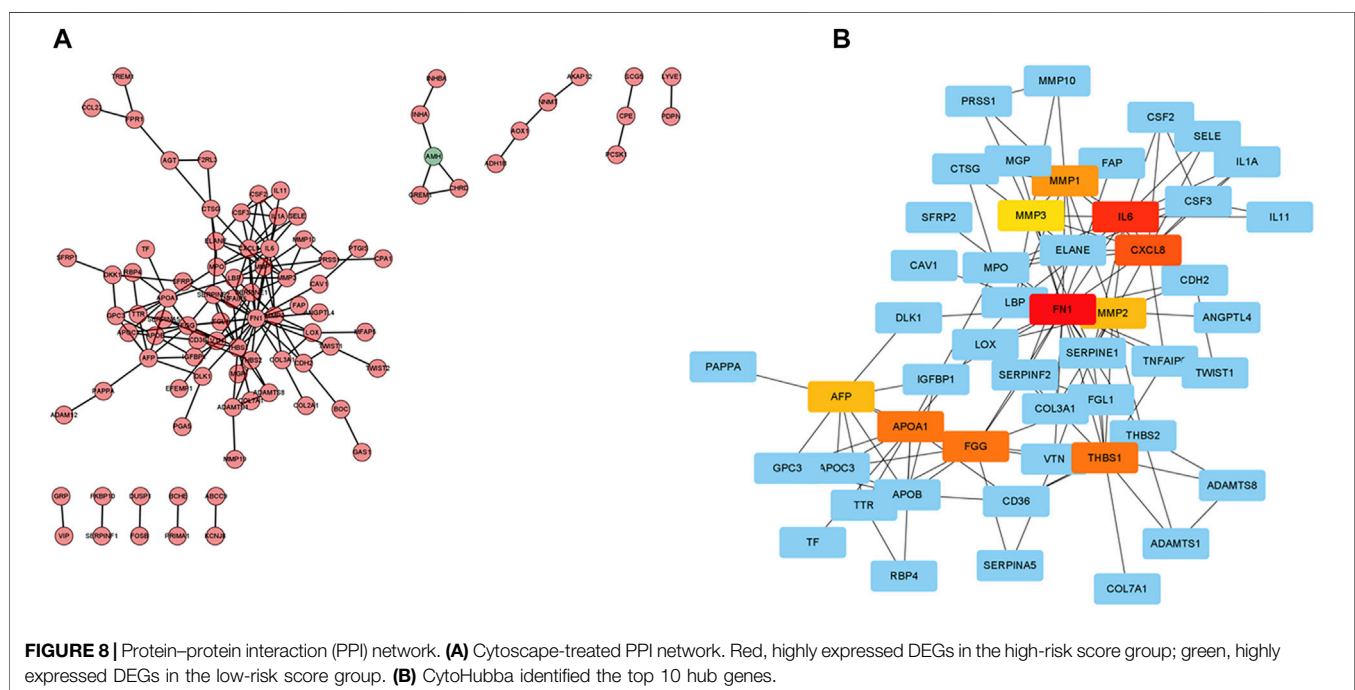 A
B
TREM1
FPR1
AGT
F2RL3
CTSG
CSF2
IL11
CSF3
IL1A
SELE
ELANE
IL6
MMP10
PTGIS
CPA1
MPO
LBP
CAV1
TF
SFRP1
DKK1
RBP4
APOA1
GPC3
TTR
FAP
ANGPTL4
FN1
LOX
MFAP5
TWIST1
TWIST2
AFP
IGFBP1
CD36
DLK1
EFEMP1
THBS2
COL3A1
CDH2
ADAMTS8
COL7A1
COL2A1
BOC
GAS1
PAPPA
ADAM12
PGA5
MMP19
INHBA
INHA
AMH
GREM1
CHRD
AKAP12
NNMT
AOX1
ADH1B
SCG5
CPE
PCSK1
LYVE1
PDPN
GRP
FKBP10
DUSP1
BCHE
ABCC9
VIP
SERPINF1
FOSB
PRIMA1
KCNJ8
MMP10
PRSS1
CSF2
SELE
MGP
FAP
IL1A
CTSG
MMP1
CSF3
SFRP2
MMP3
IL6
IL11
ELANE
CXCL8
CAV1
MPO
CDH2
LBP
FN1
MMP2
DLK1
ANGPTL4
LOX
SERPINE1
PAPPA
IGFBP1
SERPINF2
TWIST1
AFP
FGL1
COL3A1
APOA1
THBS2
FGG
VTN
THBS1
GPC3
APOC3
ADAMTS8
TTR
APOB
CD36
TF
ADAMTS1
SERPINA5
RBP4
COL7A1
FIGURE 8 | Protein–protein interaction (PPI) network. (A) Cytoscape-treated PPI network. Red, highly expressed DEGs in the high-risk score group; green, highly
expressed DEGs in the low-risk score group. (B) CytoHubba identified the top 10 hub genes.